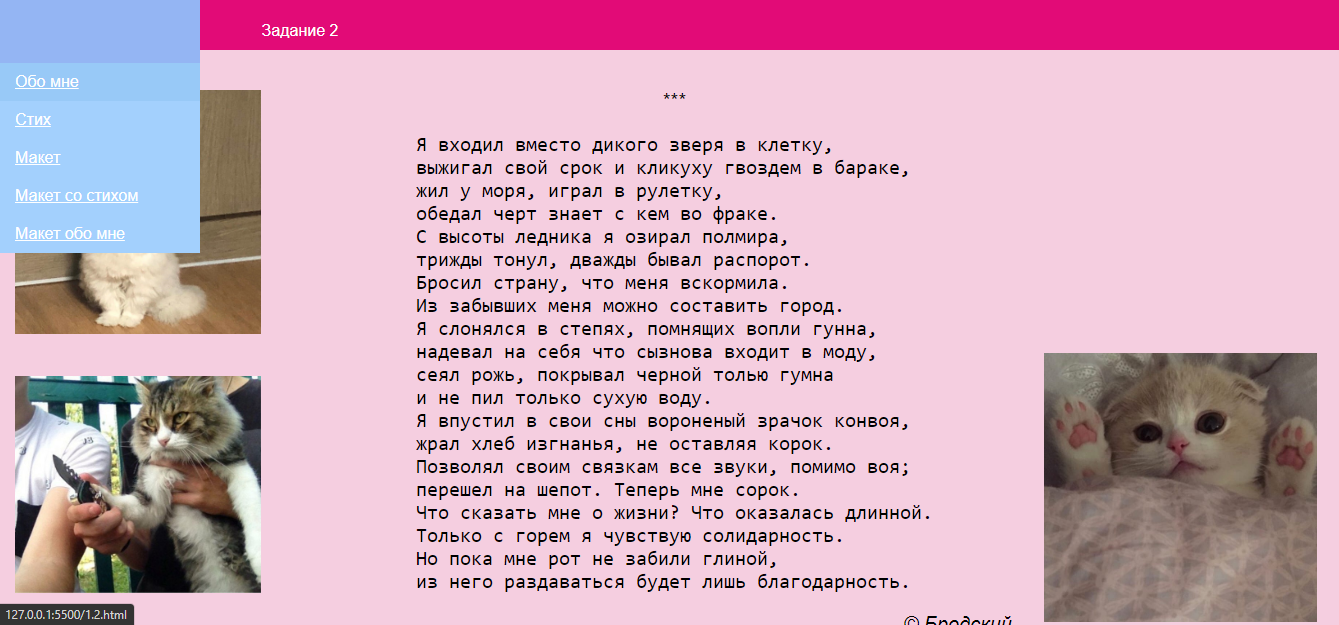 Задание 2
Обо мне
Стих
Макет
Макет со стихом
Макет обо мне
***
Я входил вместо дикого зверя в клетку,
выжигал свой срок и кликуху гвоздем в бараке,
жил у моря, играл в рулетку,
обедал черт знает с кем во фраке.
С высоты ледника я озирал полмира,
трижды тонул, дважды бывал распорот.
Бросил страну, что меня вскормила.
Из забывших меня можно составить город.
Я слонялся в степях, помнящих вопли гунна,
надевал на себя что сызнова входит в моду,
сеял рожь, покрывал черной толью гумна
и не пил только сухую воду.
Я впустил в свои сны вороненый зрачок конвоя,
жрал хлеб изгнанья, не оставляя корок.
Позволял своим связкам все звуки, помимо воя;
перешел на шепот. Теперь мне сорок.
Что сказать мне о жизни? Что оказалась длинной.
Только с горем я чувствую солидарность.
Но пока мне рот не забили глиной,
из него раздаваться будет лишь благодарность.
© Бродский
127.0.0.1:5500/1.2.html